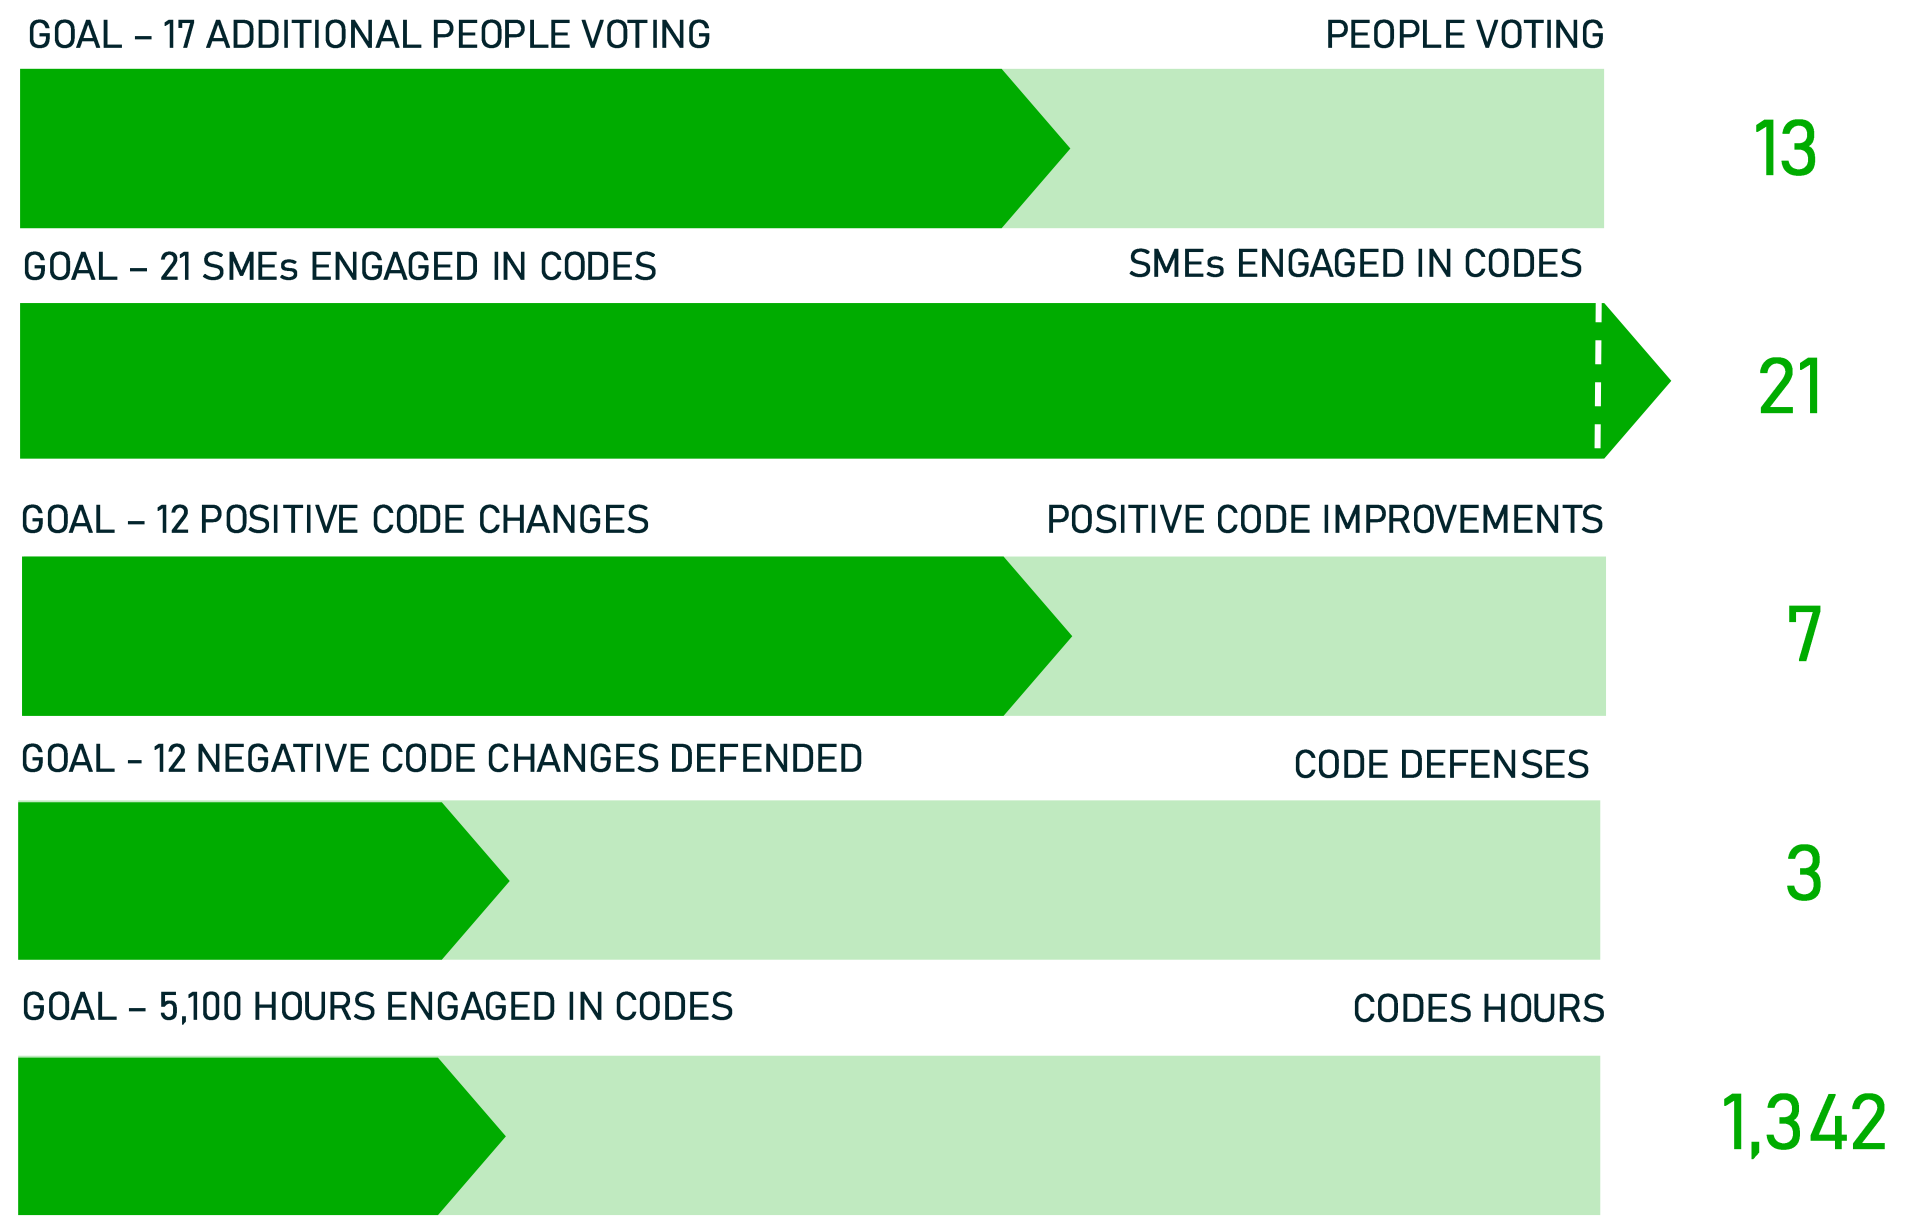 GOAL – 17 ADDITIONAL PEOPLE VOTING
PEOPLE VOTING
13
GOAL – 21 SMEs ENGAGED IN CODES
SMEs ENGAGED IN CODES
21
GOAL – 12 POSITIVE CODE CHANGES
POSITIVE CODE IMPROVEMENTS
7
GOAL - 12 NEGATIVE CODE CHANGES DEFENDED
CODE DEFENSES
3
GOAL – 5,100 HOURS ENGAGED IN CODES
CODES HOURS
1,342